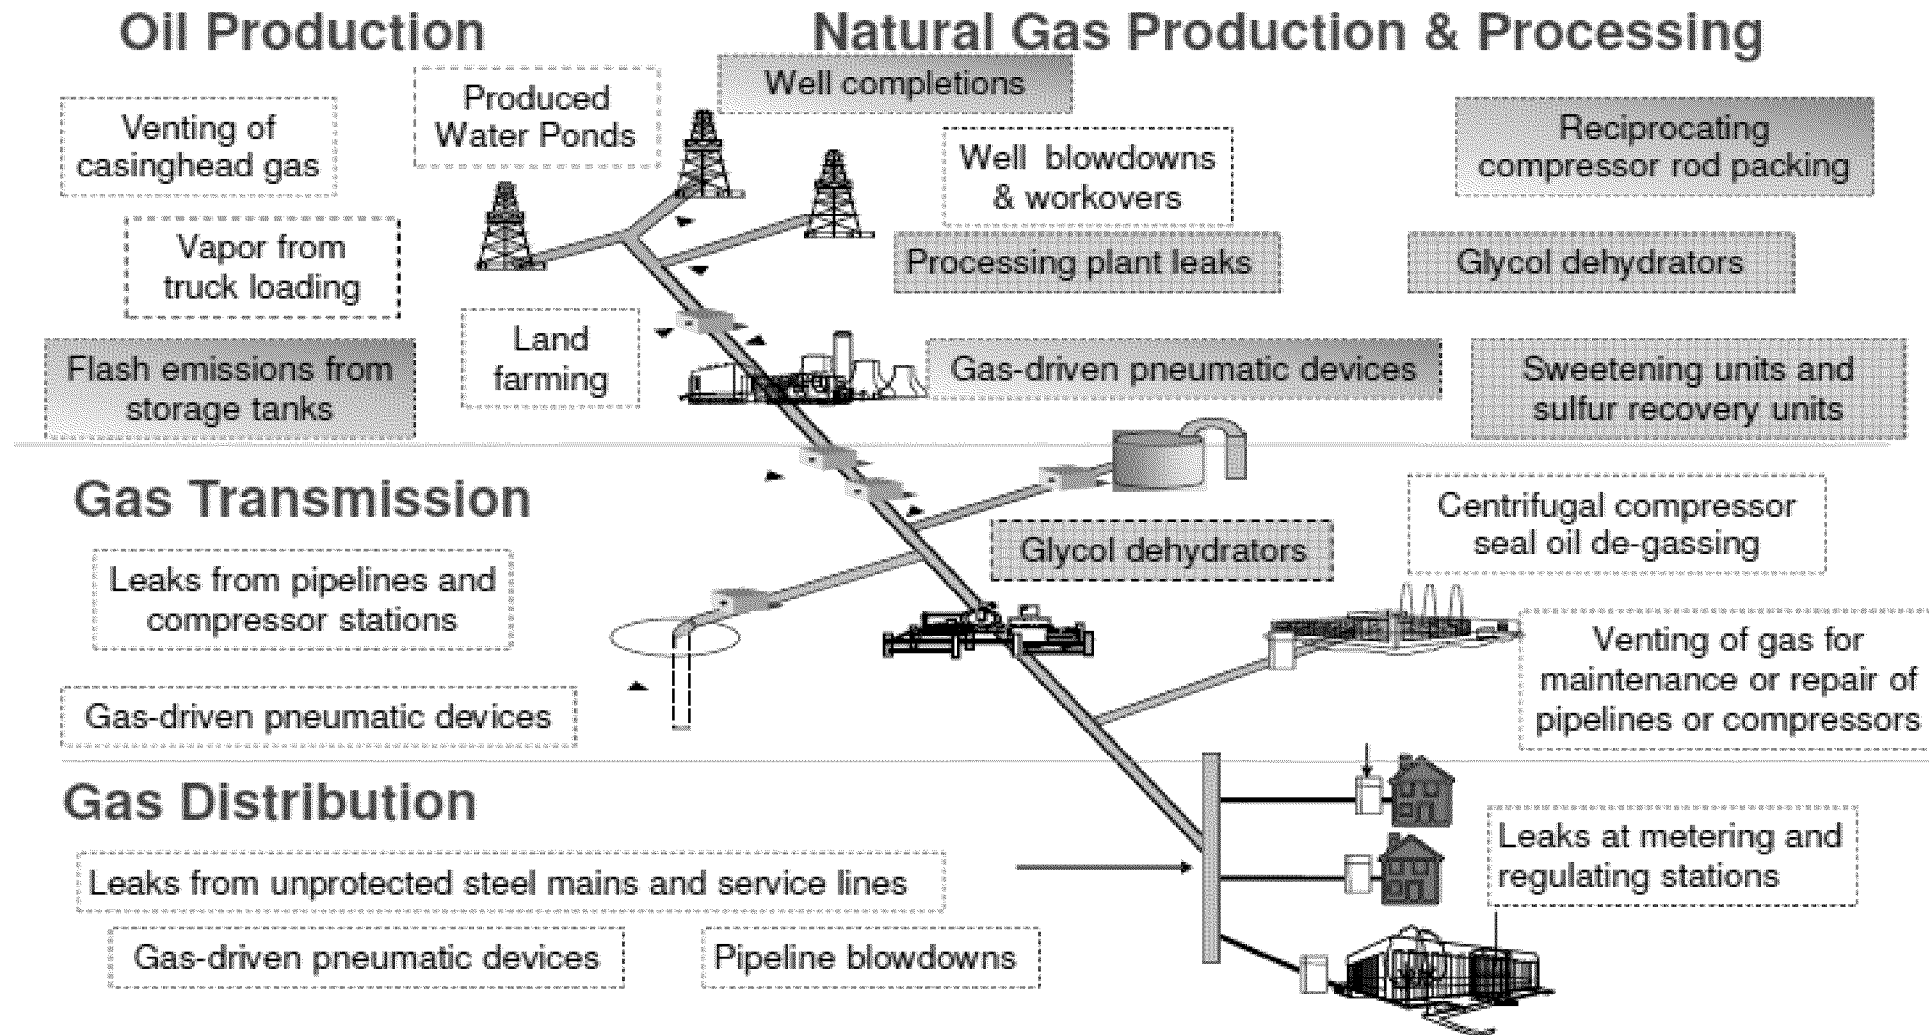 Oil Production
Natural Gas Production & Processing
Well completions
Produced
Water Ponds
Venting of
casinghead gas
Reciprocating
compressor rod packing
Well blowdowns
& workovers
Vapor from
truck loading
Processing plant leaks
Glycol dehydrators
Land
farming
Flash emissions from
storage tanks
Gas-driven pneumatic devices
Sweetening units and
sulfur recovery units
Gas Transmission
Centrifugal compressor
seal oil de-gassing
Glycol dehydrators
Leaks from pipelines and
compressor stations
Venting of gas for
maintenance or repair of
pipelines or compressors
Gas-driven pneumatic devices
Gas Distribution
Leaks at metering and
regulating stations
Leaks from unprotected steel mains and service lines
Gas-driven pneumatic devices
Pipeline blowdowns